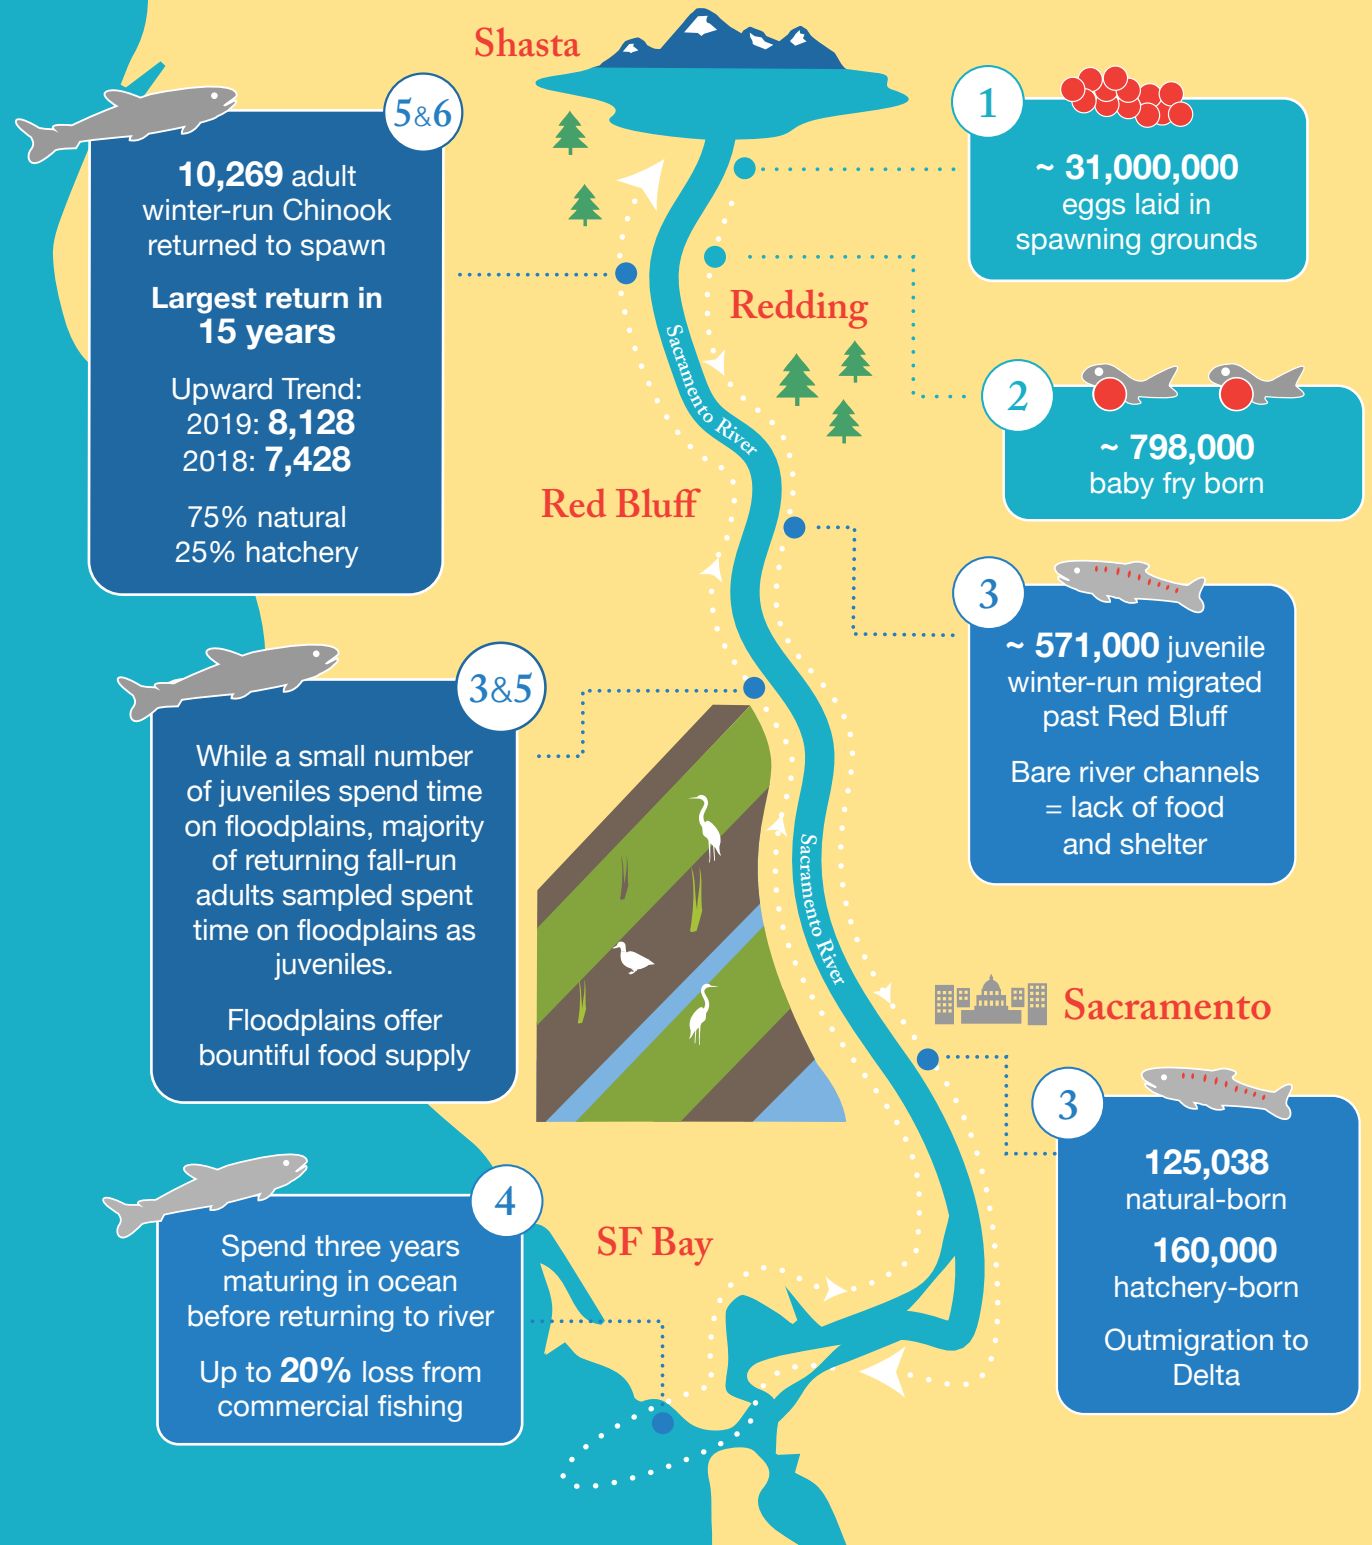 Shasta
5&6
10,269 adult
winter-run Chinook
returned to spawn
Largest return in
15 years
Upward Trend:
2019: 8,128
2018: 7,428
75% natural
25% hatchery
1
~ 31,000,000
eggs laid in
spawning grounds
Redding
Sacramento River
2
~ 798,000
baby fry born
Red Bluff
3
~ 571,000 juvenile
winter-run migrated
past Red Bluff
Bare river channels
= lack of food
and shelter
3&5
While a small number
of juveniles spend time
on floodplains, majority
of returning fall-run
adults sampled spent
time on floodplains as
juveniles.
Floodplains offer
bountiful food supply
Sacramento River
Sacramento
3
125,038
natural-born
160,000
hatchery-born
Outmigration to
Delta
4
Spend three years
maturing in ocean
before returning to river
Up to 20% loss from
commercial fishing
SF Bay